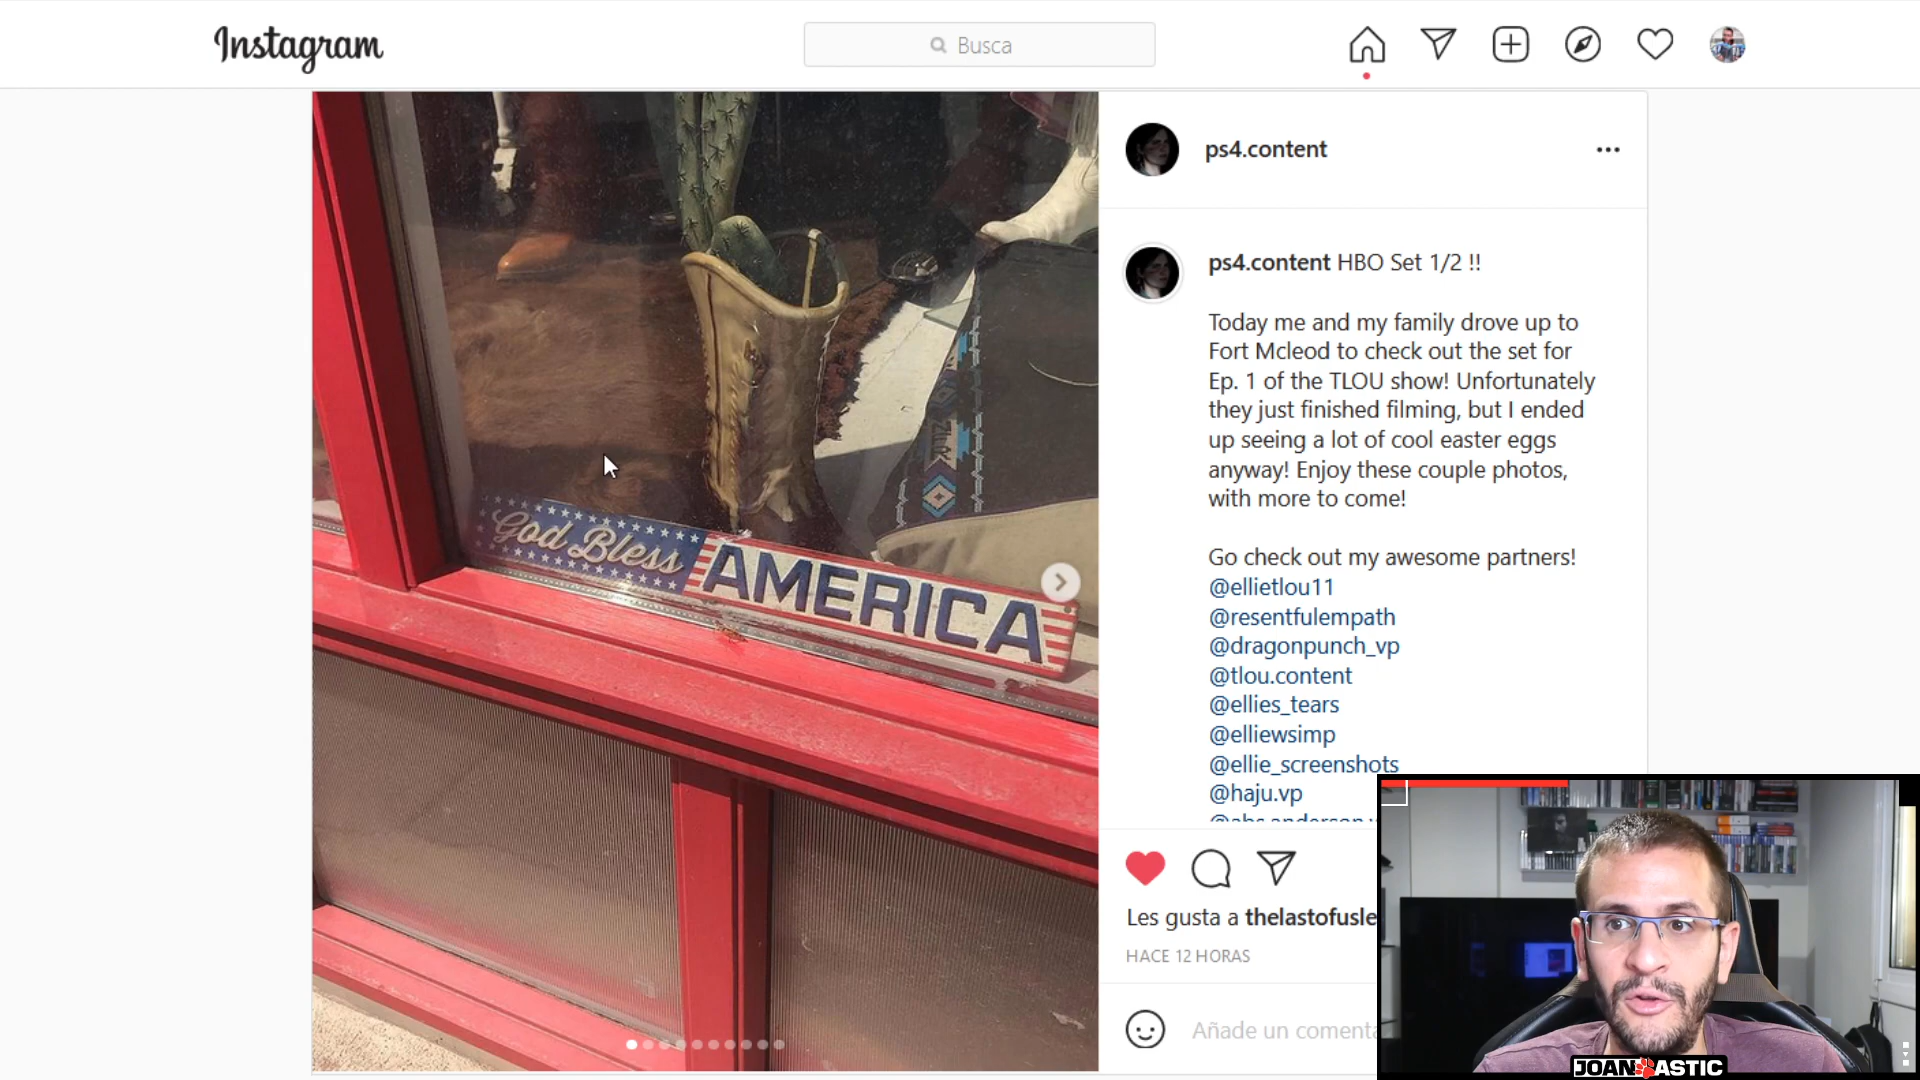 Instagram
Busca
God Bless AMERICA
ps4.content
ps4.content HBO Set 1/2 !!
Today me and my family drove up to
Fort Mcleod to check out the set for
Ep. 1 of the TLOU show! Unfortunately
they just finished filming, but I ended
up seeing a lot of cool easter eggs
anyway! Enjoy these couple photos,
with more to come!
Go check out my awesome partners!
@ellietlou11
@resentfulempath
@dragonpunch_vp
@tlou.content
@ellies_tears
@elliewsimp
@ellie_screenshots
@haju.vp
Les gusta a thelastofusle
HACE 12 HORAS
Añade un comenta
JOANTASTIC